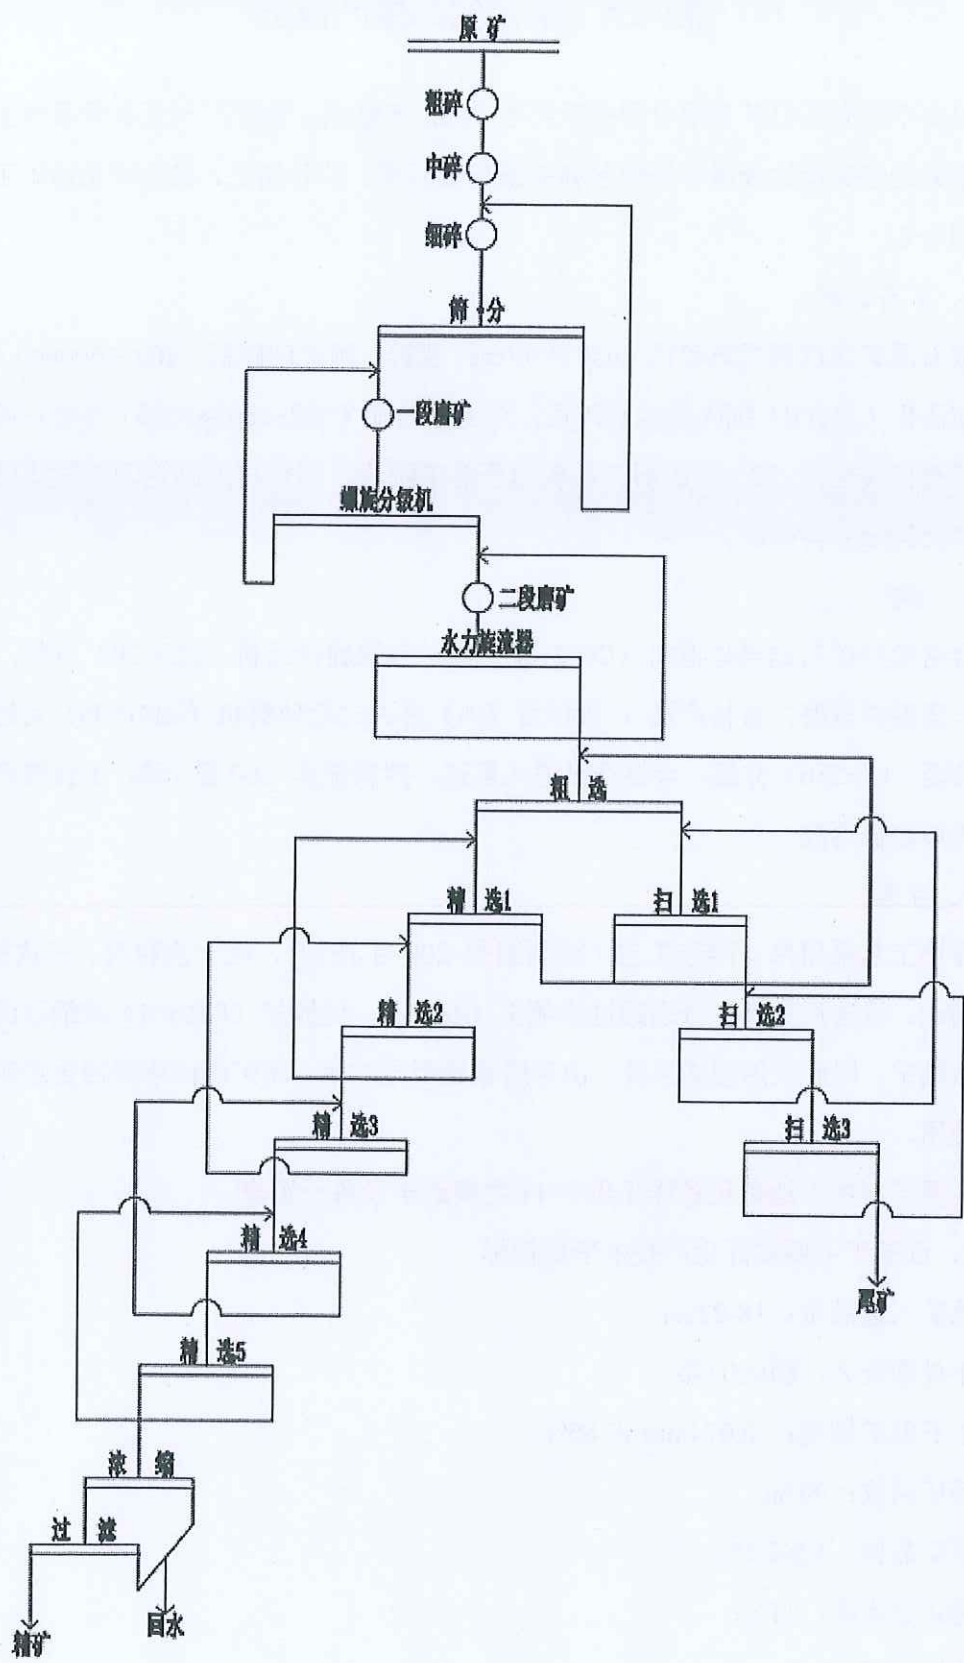 原 矿
粗碎
中碎
细碎
筛 分
一段磨矿
螺旋分级机
二段磨矿
水力旋流器
粗 选
精 选1
扫 选1
精 选2
扫 选2
精 选3
扫 选3
精 选4
尾矿
精 选5
浓 缩
过 滤
回水
精矿